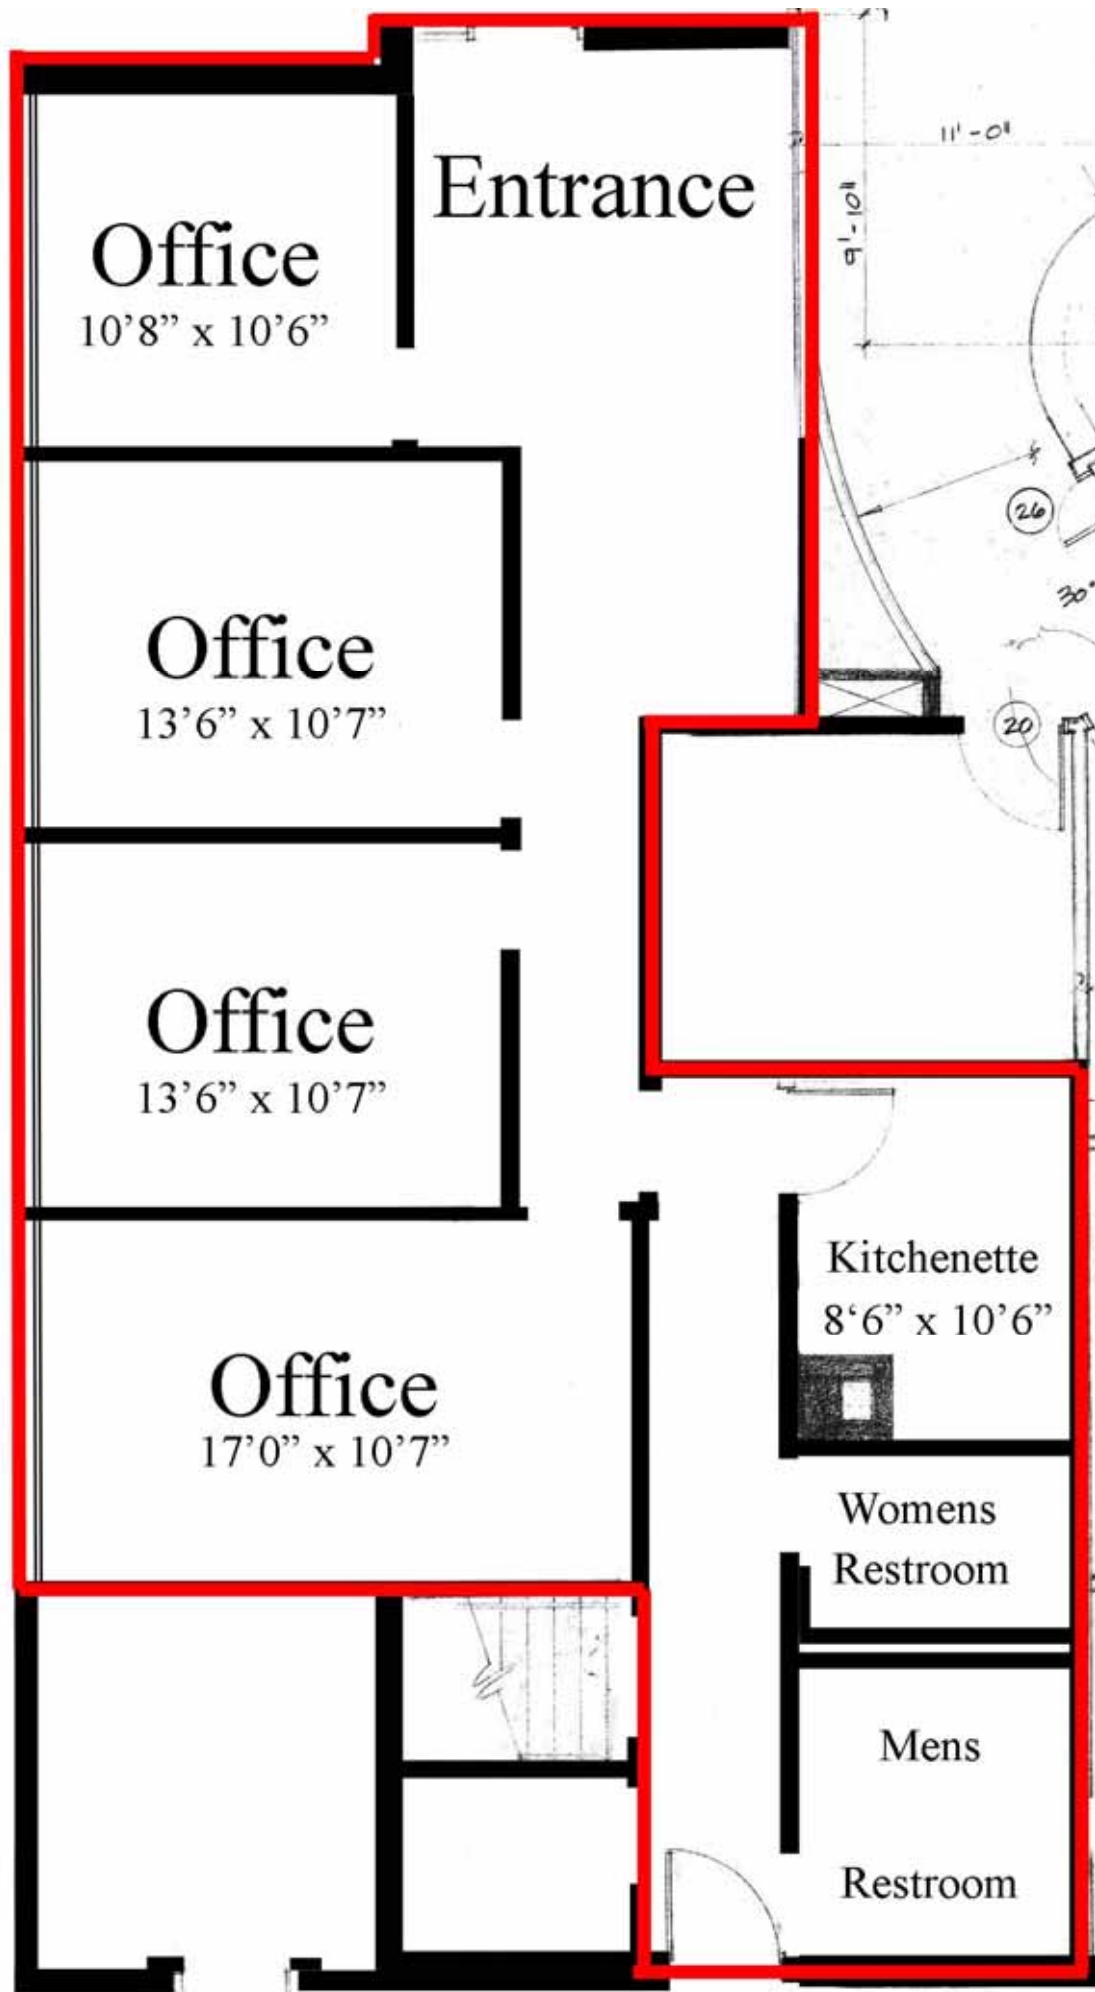 11'-0"
Entrance
9'-10"
Office
10’8” x 10’6”
26
30°
Office
13’6” x 10’7”
20
Office
13’6” x 10’7”
Kitchenette
8‘6” x 10’6”
Office
17’0” x 10’7”
Womens
Restroom
Mens
Restroom